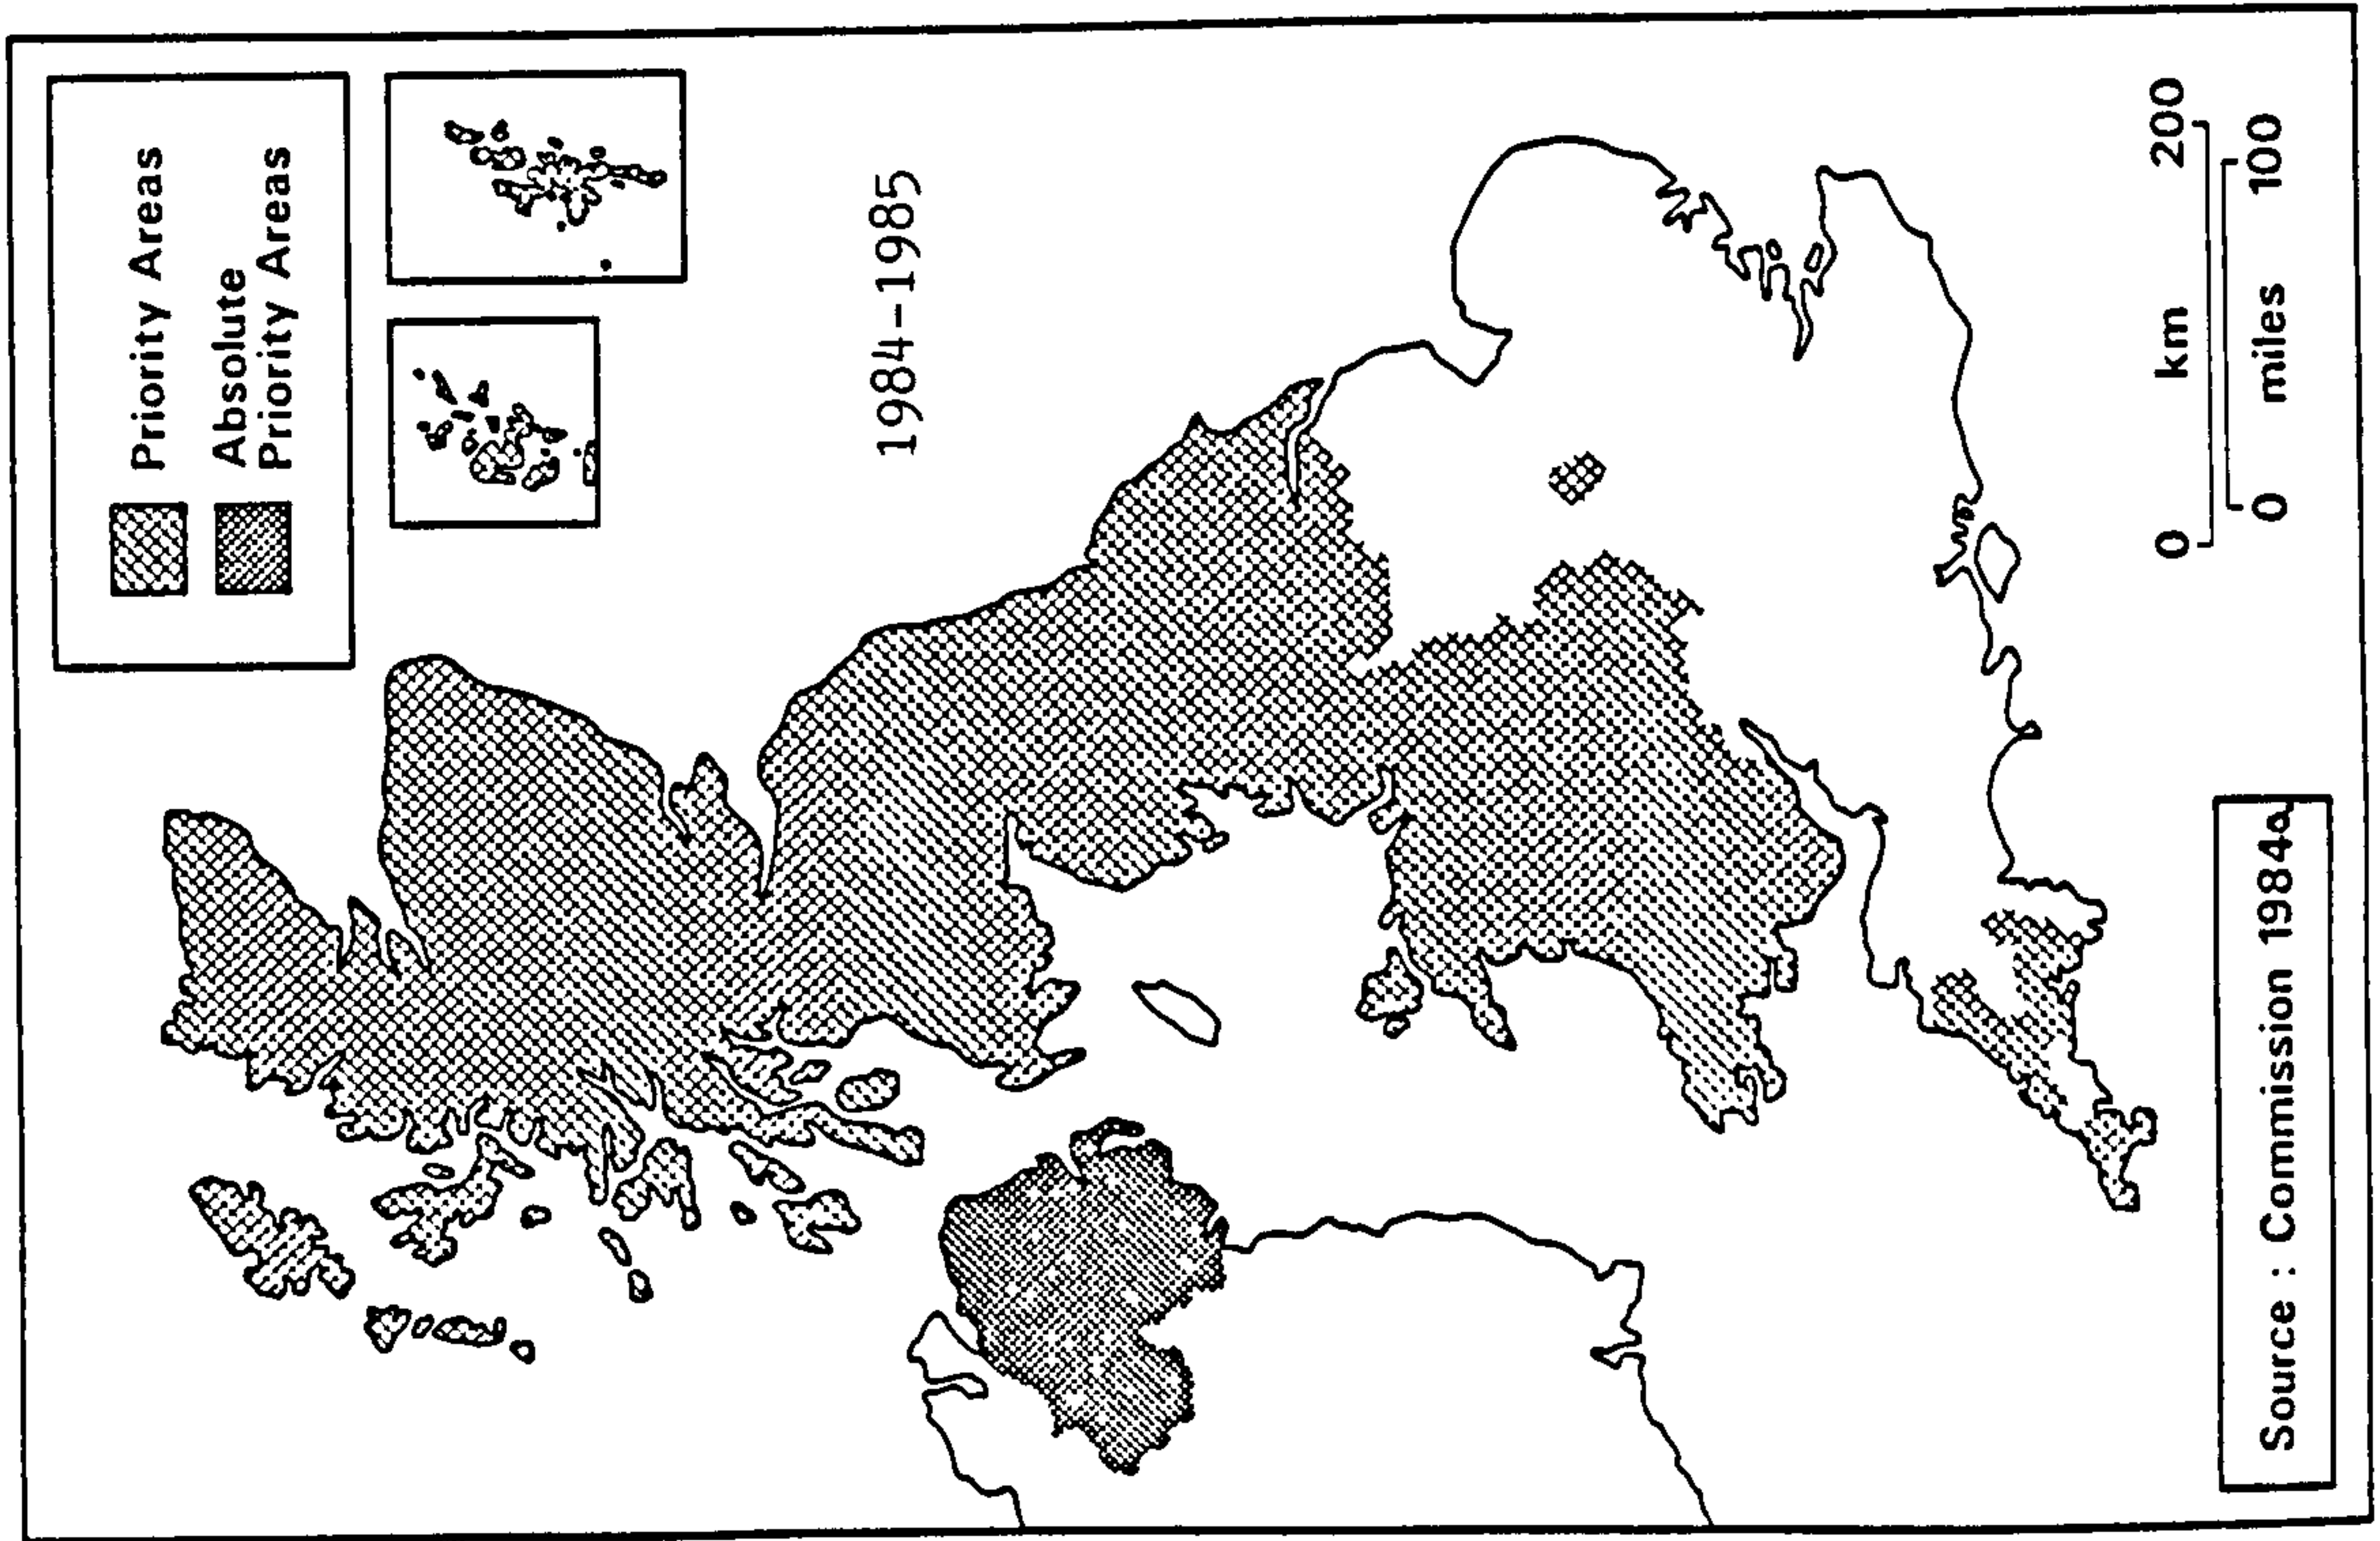 Priority Areas
Absolute
Priority Areas
1984-1985
0 km 200
0 miles 100
Source : Commission 1984a